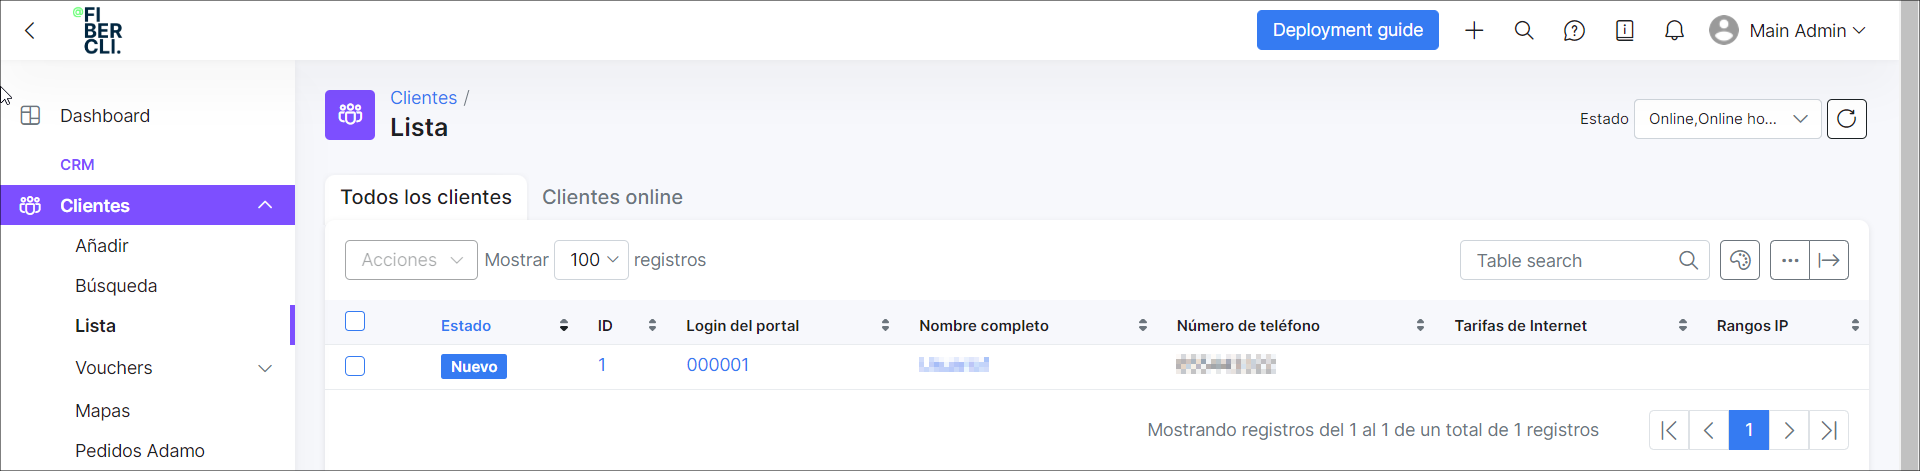 @FI
BER
CLI.
Deployment guide
Main Admin
Dashboard
CRM
Clientes
Añadir
Búsqueda
Lista
Vouchers
Mapas
Pedidos Adamo
Clientes /
Lista
Estado Online,Online ho...
Todos los clientes Clientes online
Acciones Mostrar 100 registros Table search
Estado ID Login del portal Nombre completo Número de teléfono Tarifas de Internet Rangos IP
Nuevo 1 000001
Mostrando registros del 1 al 1 de un total de 1 registros 1